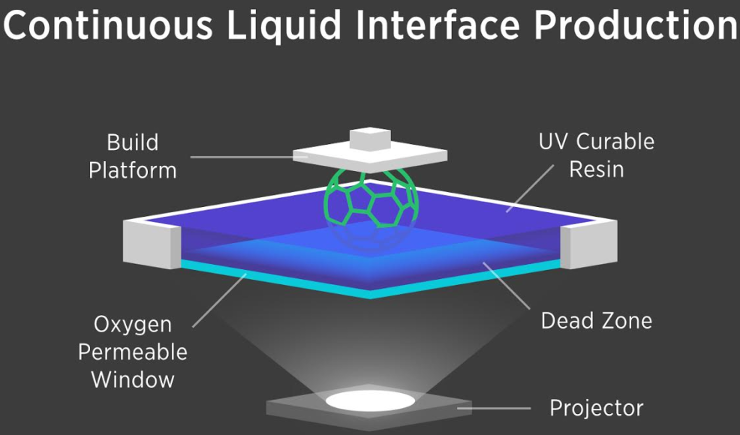 Continuous Liquid Interface Production
Build
Platform
UV Curable
Resin
Oxygen
Permeable
Window
Dead Zone
Projector